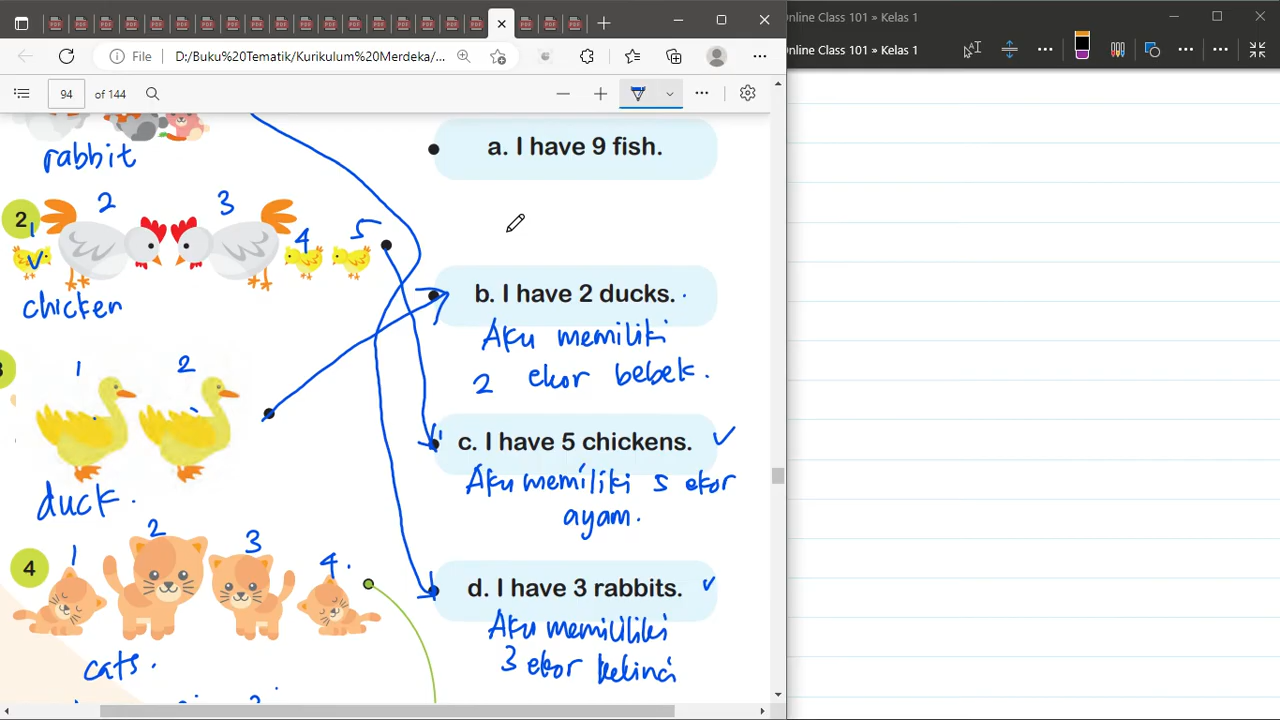 File D:/Buku%20Tematik/Kurikulum%20Merdeka/...
Online Class 101 » Kelas 1
94 of 144
Online Class 101 » Kelas 1
rabbit
a. I have 9 fish.
2
1 2 3 4 5
chicken
b. I have 2 ducks.
Aku memiliki
2 ekor bebek.
1 2
duck.
c. I have 5 chickens.
Aku memiliki 5 ekor
ayam.
4
1 2 3 4.
cats.
d. I have 3 rabbits.
Aku memililiki
3 ekor kelinci